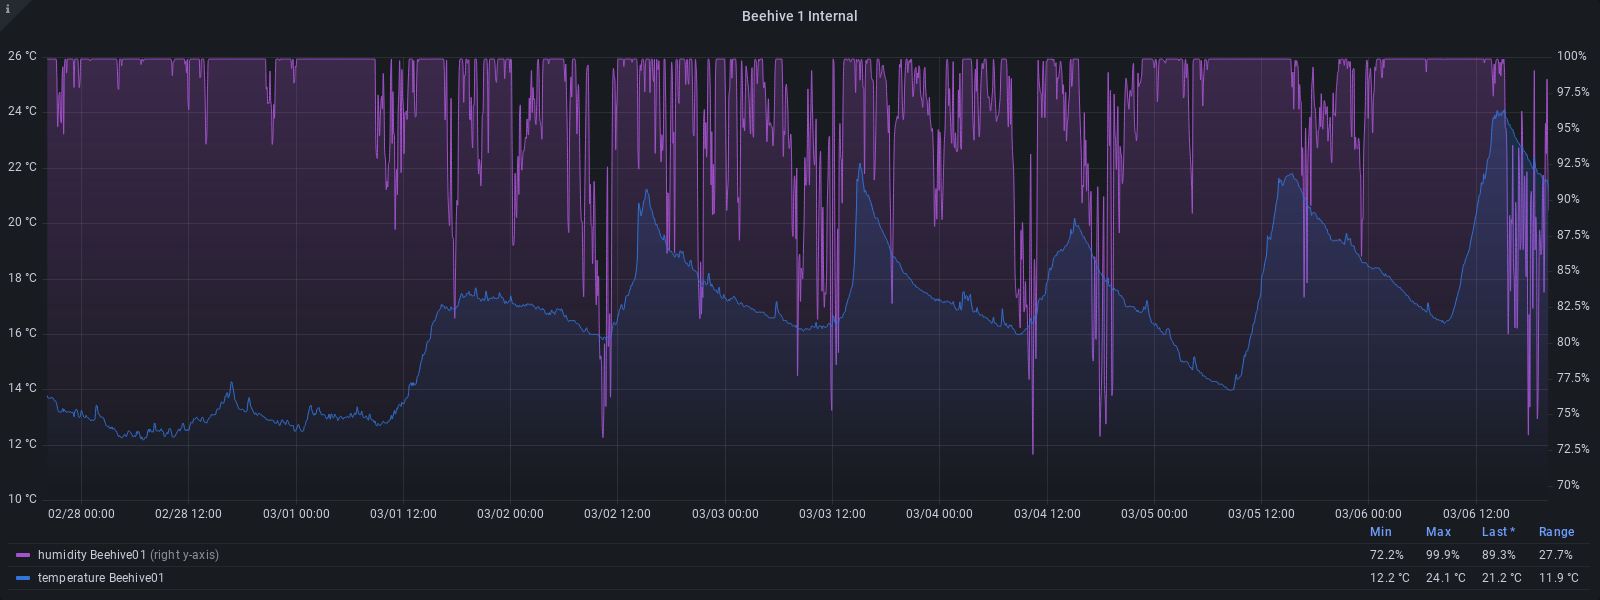 i
Beehive 1 Internal
26 °C
24 °C
22 °C
20 °C
18 °C
16 °C
14 °C
12 °C
10 °C
100%
97.5%
95%
92.5%
90%
87.5%
85%
82.5%
80%
77.5%
75%
72.5%
70%
02/28 00:00 02/28 12:00 03/01 00:00 03/01 12:00 03/02 00:00 03/02 12:00 03/03 00:00 03/03 12:00 03/04 00:00 03/04 12:00 03/05 00:00 03/05 12:00 03/06 00:00 03/06 12:00
Min Max Last * Range
humidity Beehive01 (right y-axis) 72.2% 99.9% 89.3% 27.7%
temperature Beehive01 12.2 °C 24.1 °C 21.2 °C 11.9 °C